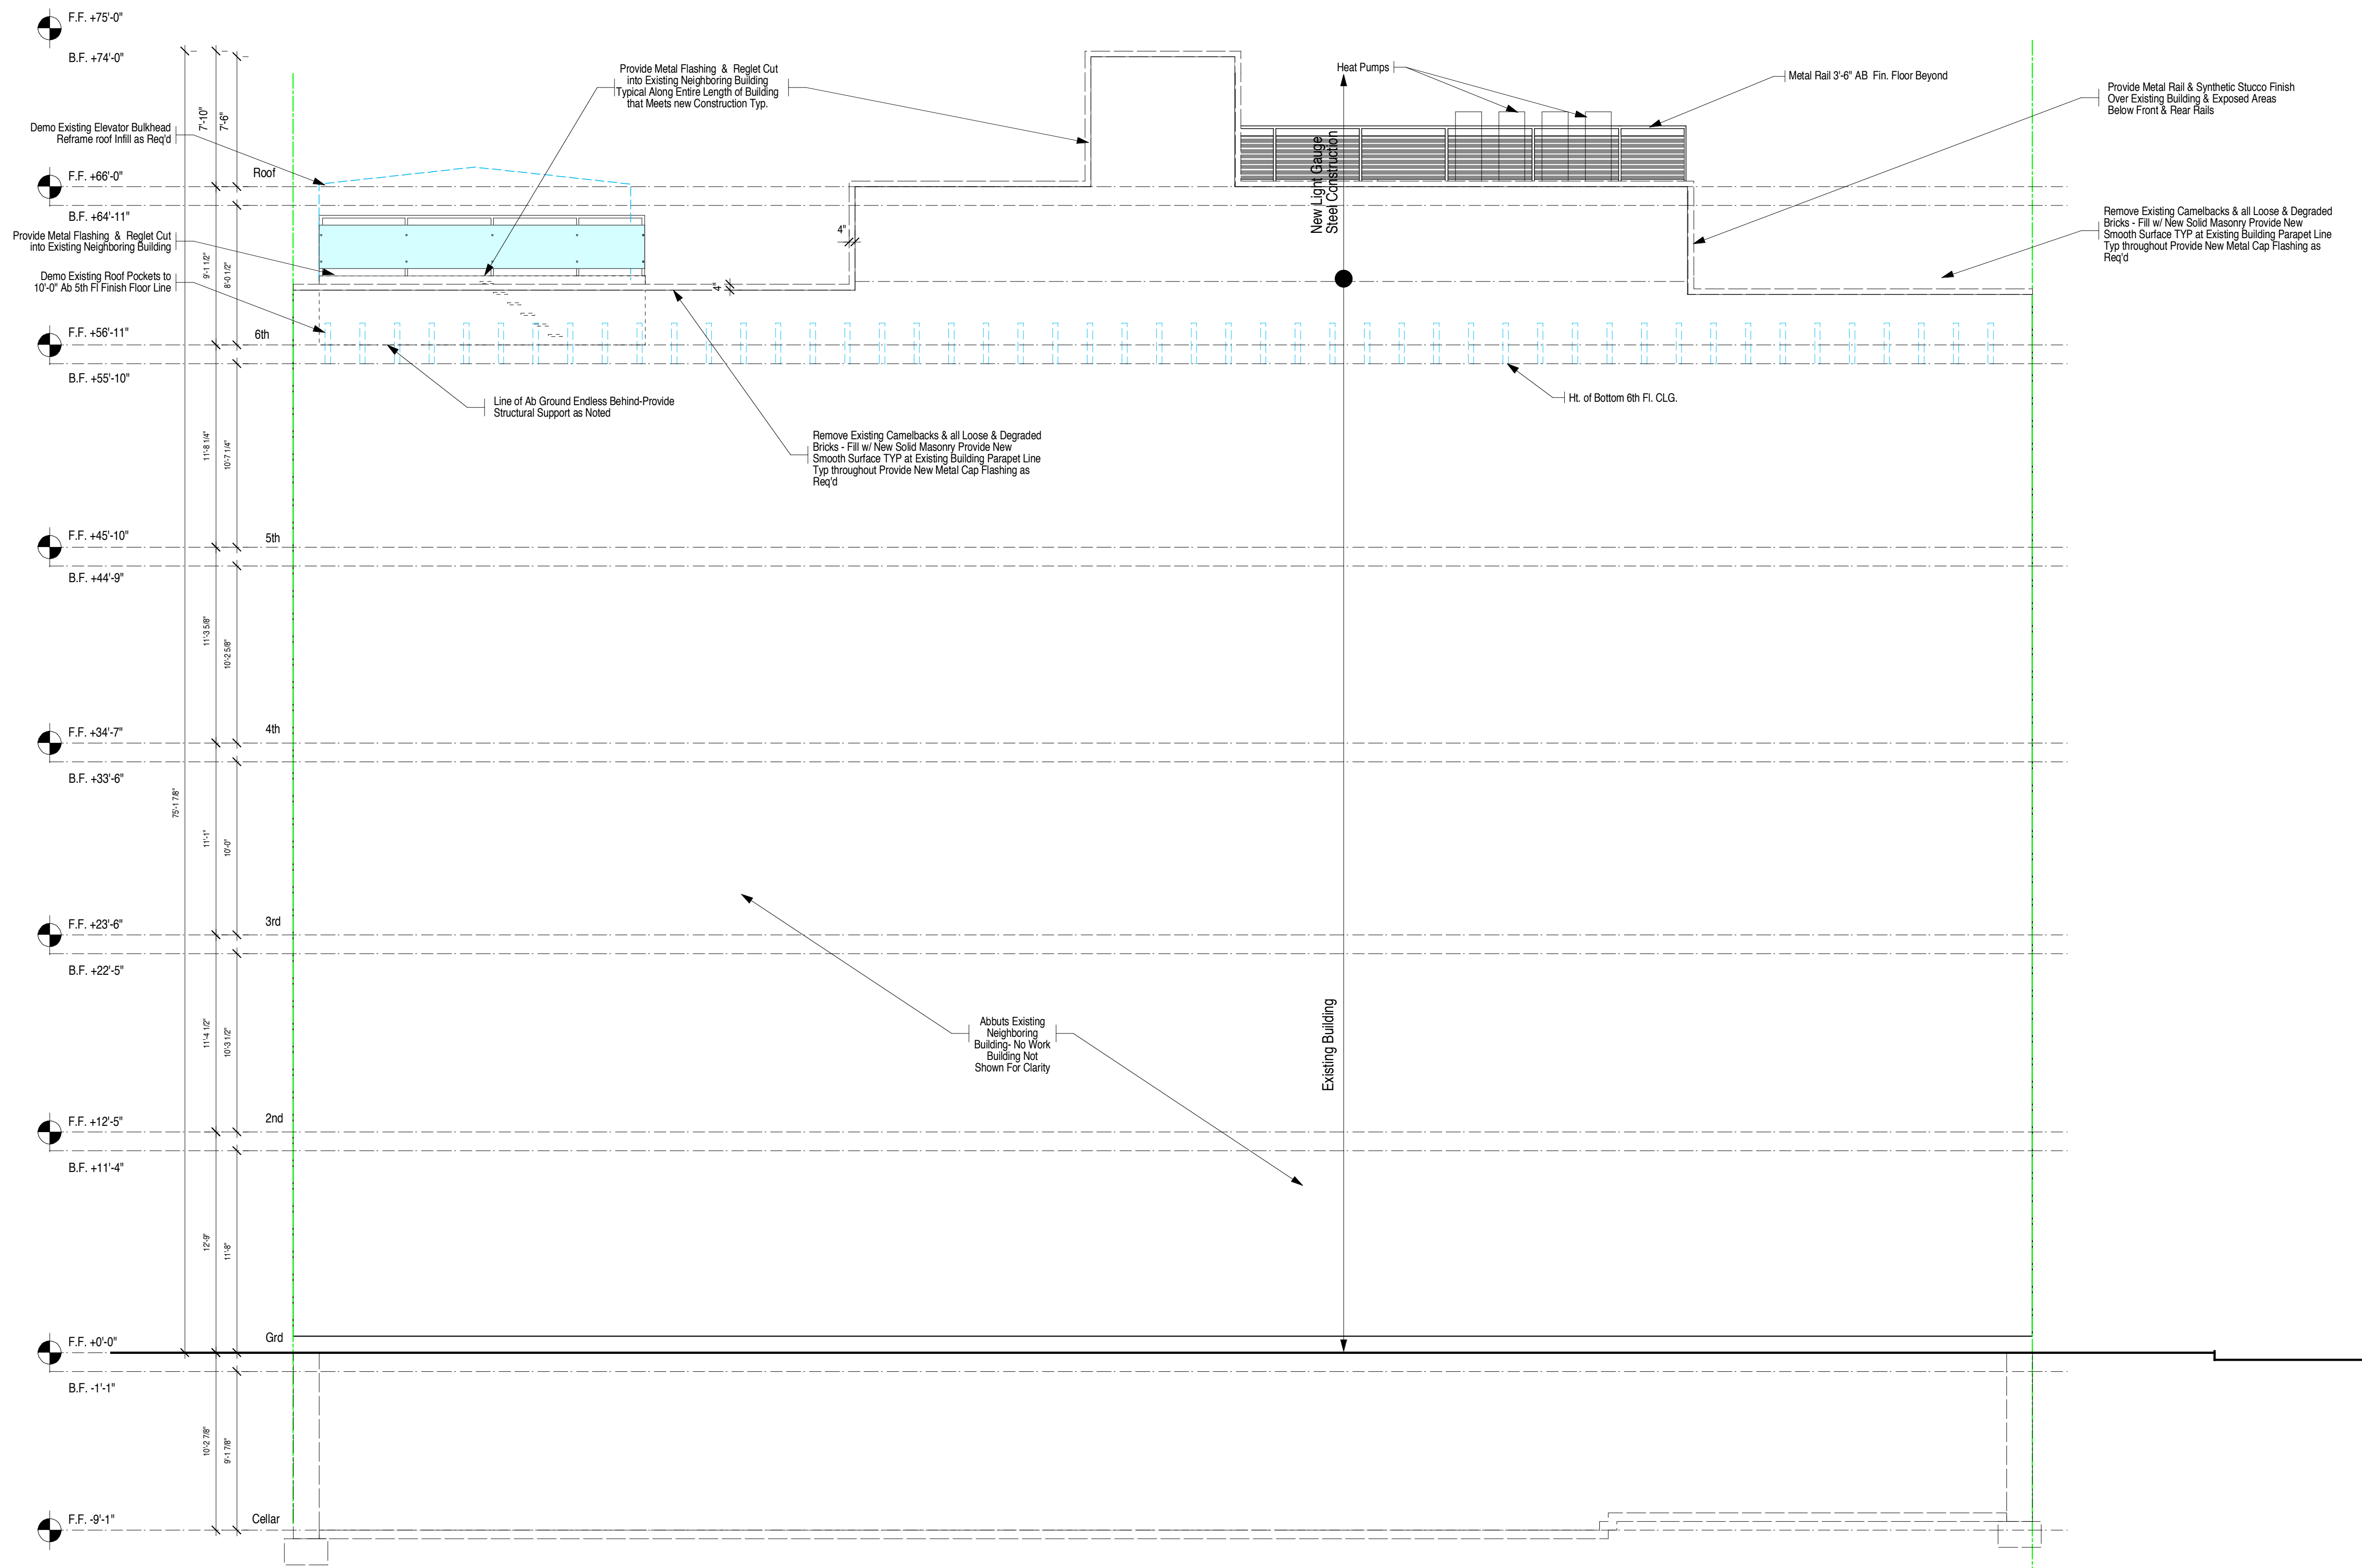 F.F. +75'-0"
B.F. +74'-0"
7'-10"
7'-6"
Provide Metal Flashing & Reglet Cut
into Existing Neighboring Building
Typical Along Entire Length of Building
that Meets new Construction Typ.
Heat Pumps
Metal Rail 3'-6" AB Fin. Floor Beyond
Provide Metal Rail & Synthetic Stucco Finish
Over Existing Building & Exposed Areas
Below Front & Rear Rails
Demo Existing Elevator Bulkhead
Reframe roof Infill as Req'd
New Light Gauge
Steel Construction
F.F. +66'-0"
Roof
B.F. +64'-11"
Provide Metal Flashing & Reglet Cut
into Existing Neighboring Building
4"
Remove Existing Camelbacks & all Loose & Degraded
Bricks - Fill w/ New Solid Masonry Provide New
Smooth Surface TYP at Existing Building Parapet Line
Typ throughout Provide New Metal Cap Flashing as
Req'd
9'-1 1/2"
8'-0 1/2"
Demo Existing Roof Pockets to
10'-0" Ab 5th Fl Finish Floor Line
4"
F.F. +56'-11"
6th
B.F. +55'-10"
Line of Ab Ground Endless Behind-Provide
Structural Support as Noted
Ht. of Bottom 6th Fl. CLG.
11'-8 1/4"
10'-7 1/4"
Remove Existing Camelbacks & all Loose & Degraded
Bricks - Fill w/ New Solid Masonry Provide New
Smooth Surface TYP at Existing Building Parapet Line
Typ throughout Provide New Metal Cap Flashing as
Req'd
F.F. +45'-10"
5th
B.F. +44'-9"
11'-3 5/8"
10'-2 5/8"
F.F. +34'-7"
4th
B.F. +33'-6"
75'-1 7/8"
11'-1"
10'-0"
F.F. +23'-6"
3rd
B.F. +22'-5"
11'-4 1/2"
10'-3 1/2"
Abbuts Existing
Neighboring
Building- No Work
Building Not
Shown For Clarity
Existing Building
F.F. +12'-5"
2nd
B.F. +11'-4"
12'-9"
11'-8"
F.F. +0'-0"
Grd
B.F. -1'-1"
10'-2 7/8"
9'-1 7/8"
F.F. -9'-1"
Cellar